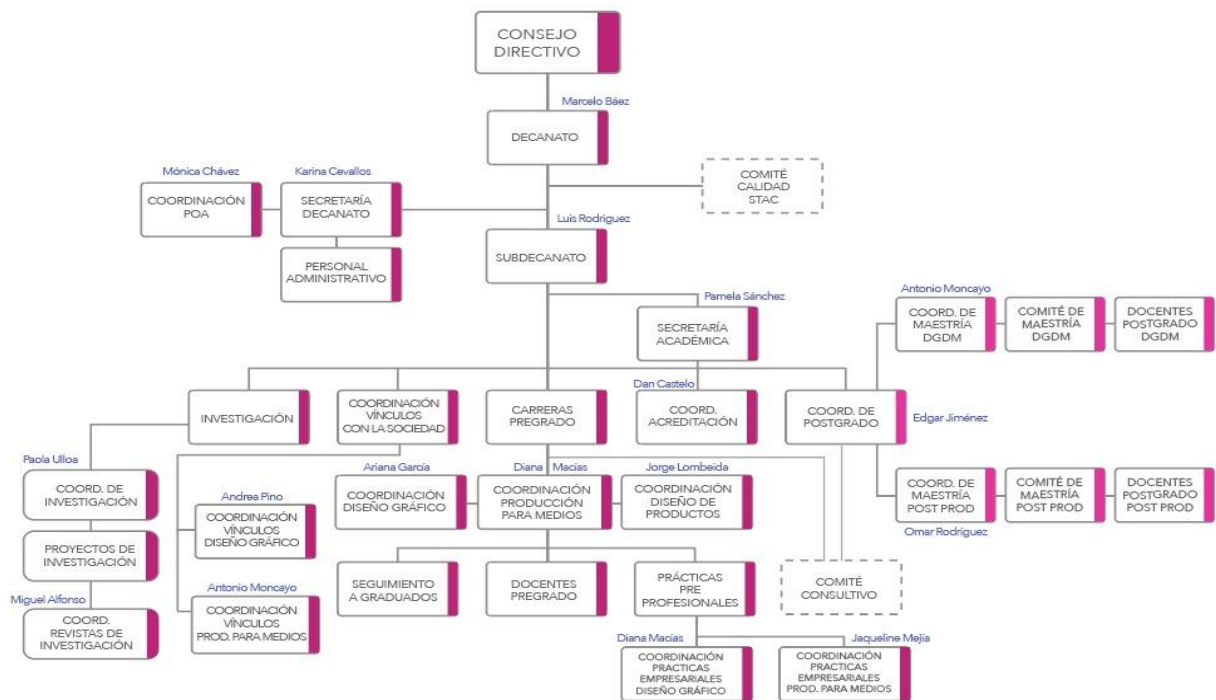 CONSEJO
DIRECTIVO
Marcelo Báez
DECANATO
Mónica Chávez
COORDINACIÓN
POA
Karina Cevallos
SECRETARÍA
DECANATO
COMITÉ
CALIDAD
STAC
PERSONAL
ADMINISTRATIVO
Luis Rodriguez
SUBDECANATO
Pamela Sánchez
SECRETARÍA
ACADÉMICA
Antonio Moncayo
COORD. DE
MAESTRÍA
DGDM
COMITÉ DE
MAESTRÍA
DGDM
DOCENTES
POSTGRADO
DGDM
INVESTIGACIÓN
COORDINACIÓN
VÍNCULOS
CON LA SOCIEDAD
CARRERAS
PREGRADO
Dan Castelo
COORD.
ACREDITACIÓN
COORD. DE
POSTGRADO
Edgar Jiménez
Paola Ulloa
COORD. DE
INVESTIGACIÓN
PROYECTOS DE
INVESTIGACIÓN
Miguel Alfonso
COORD.
REVISTAS DE
INVESTIGACIÓN
Andrea Pino
COORDINACIÓN
VÍNCULOS
DISEÑO GRÁFICO
Antonio Moncayo
COORDINACIÓN
VÍNCULOS
PROD. PARA MEDIOS
Ariana García
COORDINACIÓN
DISEÑO GRÁFICO
Diana Macías
COORDINACIÓN
PRODUCCIÓN
PARA MEDIOS
Jorge Lombeida
COORDINACIÓN
DISEÑO DE
PRODUCTOS
COORD. DE
MAESTRÍA
POST PROD
Omar Rodríguez
COMITÉ DE
MAESTRÍA
POST PROD
DOCENTES
POSTGRADO
POST PROD
SEGUIMIENTO
A GRADUADOS
DOCENTES
PREGRADO
PRÁCTICAS
PRE
PROFESIONALES
COMITÉ
CONSULTIVO
Diana Macías
COORDINACIÓN
PRACTICAS
EMPRESARIALES
DISEÑO GRÁFICO
Jaqueline Mejía
COORDINACIÓN
PRACTICAS
EMPRESARIALES
PROD. PARA MEDIOS